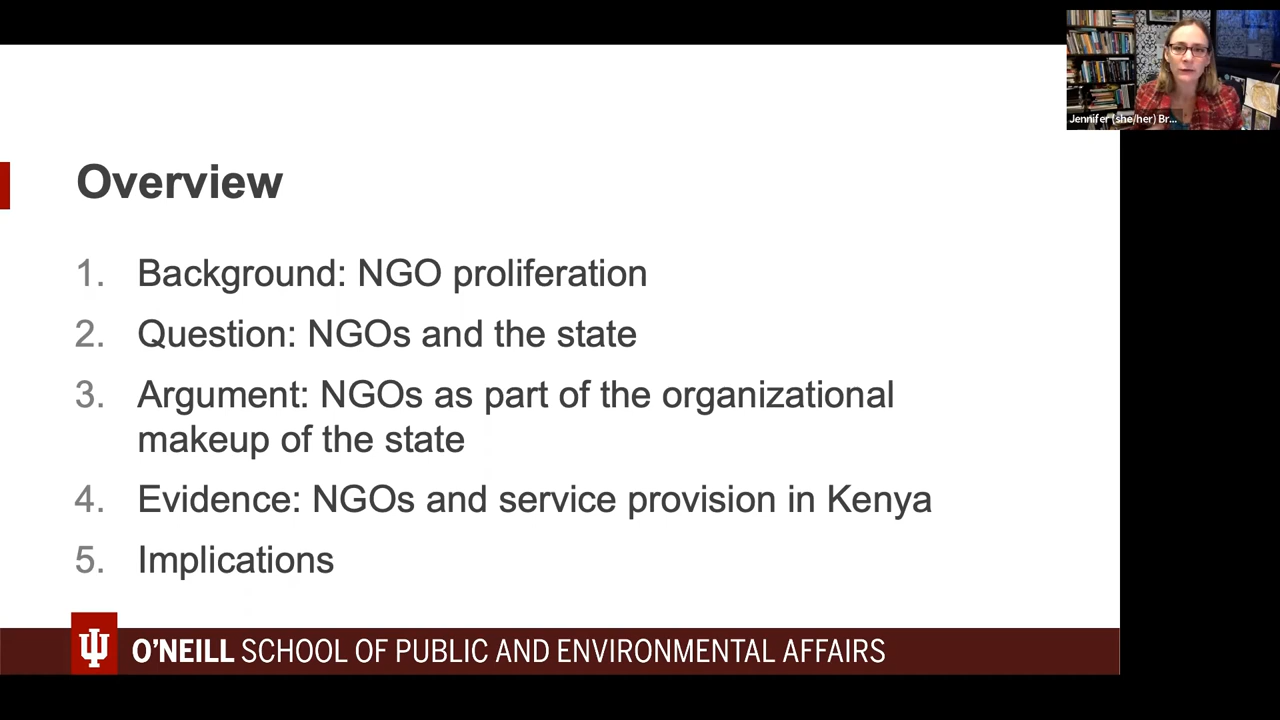 Jennifer (she/her) Br...
Overview
1. Background: NGO proliferation
2. Question: NGOs and the state
3. Argument: NGOs as part of the organizational
makeup of the state
4. Evidence: NGOs and service provision in Kenya
5. Implications
O'NEILL SCHOOL OF PUBLIC AND ENVIRONMENTAL AFFAIRS